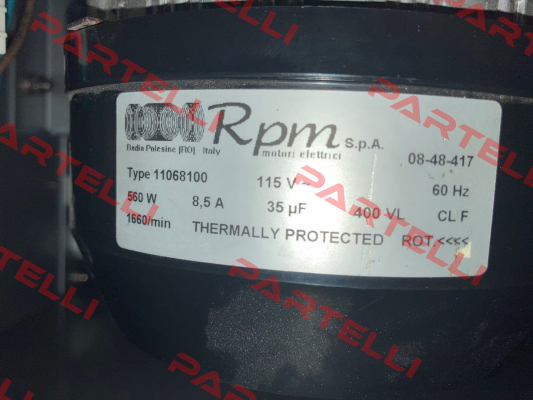 Rpm S.p.A.
Badia Polesine (RO) Italy
motori elettrici
08-48-417
Type 11068100 115 V ~ 60 Hz
560 W 8,5 A 35 µF 400 VL CL F
1660/min THERMALLY PROTECTED ROT.<<<<
PARTELLI
PARTELLI
PARTELLI
PARTELLI
PARTELLI
PARTELLI